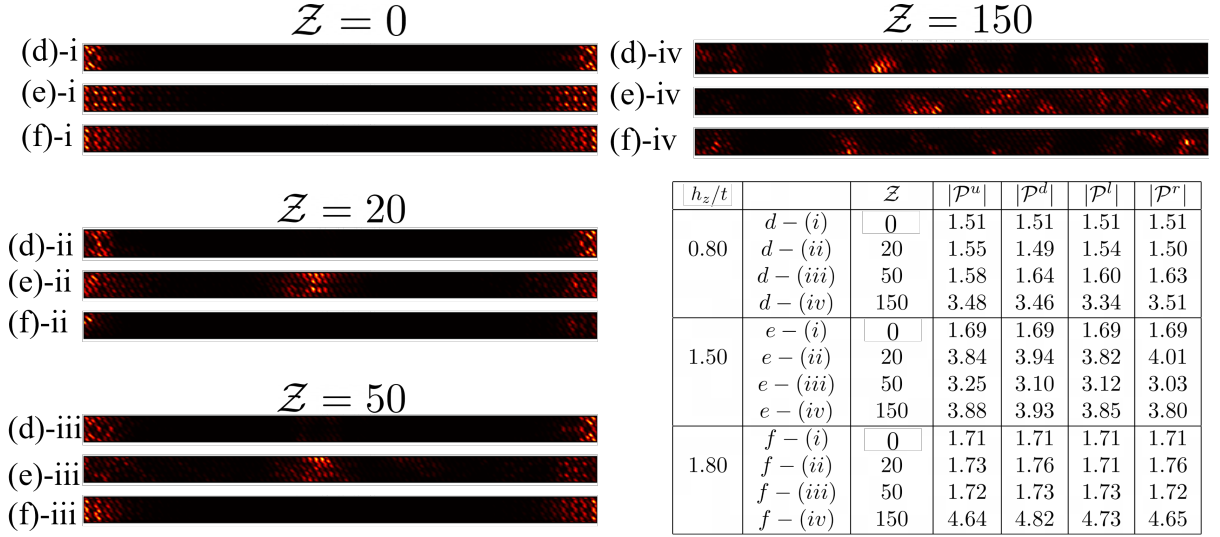 𝒵 = 0
(d)-i
(e)-i
(f)-i
𝒵 = 20
(d)-ii
(e)-ii
(f)-ii
𝒵 = 50
(d)-iii
(e)-iii
(f)-iii
𝒵 = 150
(d)-iv
(e)-iv
(f)-iv
h_z/t 𝒵 |𝒫^u| |𝒫^d| |𝒫^l| |𝒫^r|
d − (i) 0 1.51 1.51 1.51 1.51
0.80 d − (ii) 20 1.55 1.49 1.54 1.50
d − (iii) 50 1.58 1.64 1.60 1.63
d − (iv) 150 3.48 3.46 3.34 3.51
e − (i) 0 1.69 1.69 1.69 1.69
1.50 e − (ii) 20 3.84 3.94 3.82 4.01
e − (iii) 50 3.25 3.10 3.12 3.03
e − (iv) 150 3.88 3.93 3.85 3.80
f − (i) 0 1.71 1.71 1.71 1.71
1.80 f − (ii) 20 1.73 1.76 1.71 1.76
f − (iii) 50 1.72 1.73 1.73 1.72
f − (iv) 150 4.64 4.82 4.73 4.65